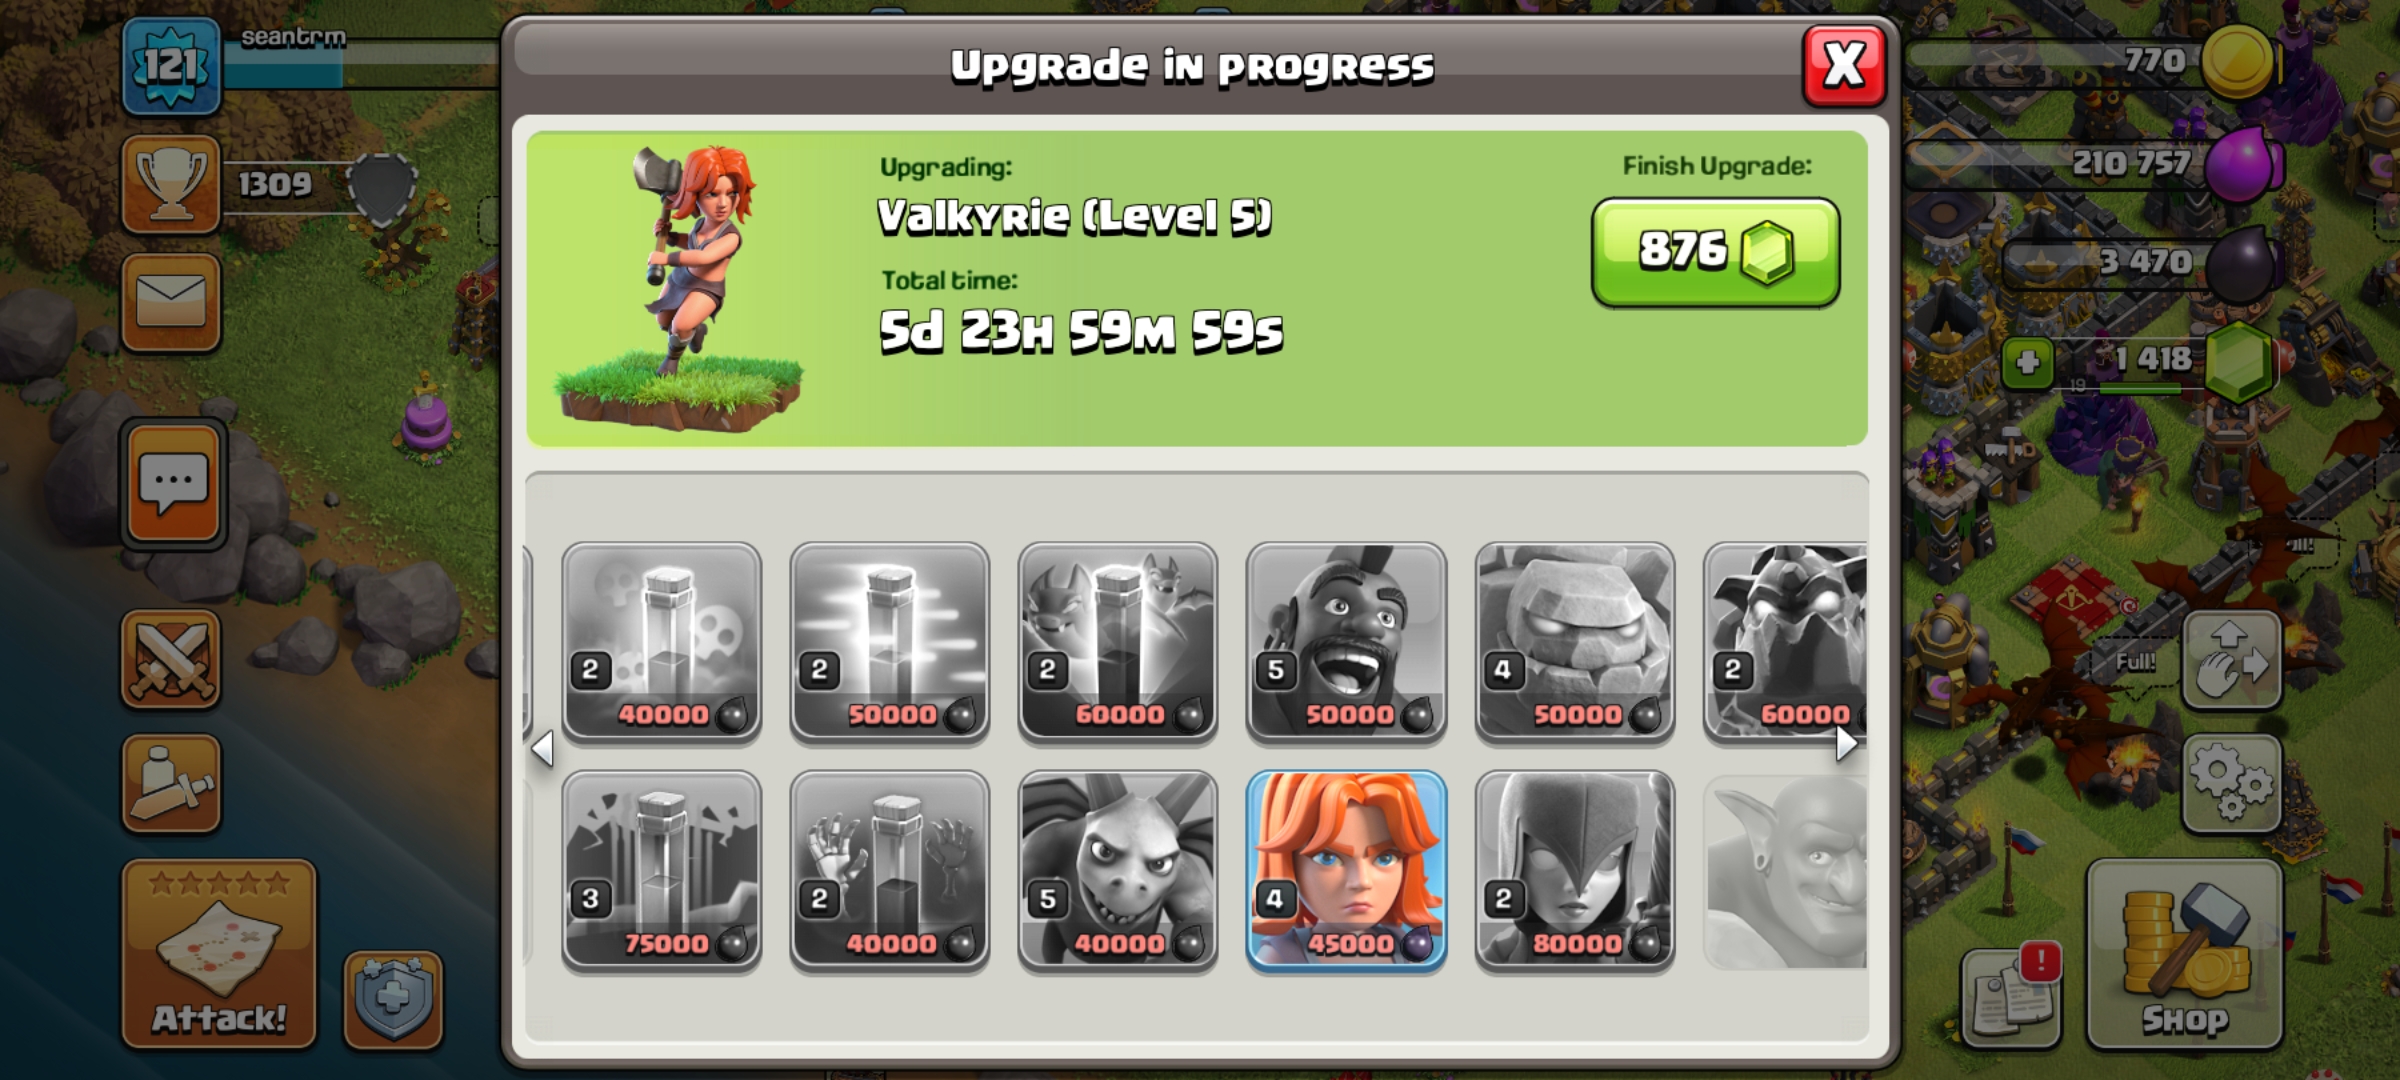 121
seantrm
1309
Attack!
Upgrade in progress
X
Upgrading:
Valkyrie (Level 5)
Total time:
5d 23H 59M 59s
Finish Upgrade:
876
2
40000
2
50000
2
60000
5
50000
4
50000
2
60000
3
75000
2
40000
5
40000
4
45000
2
80000
770
210 757
3 470
1 418
19
Full!
!
Shop